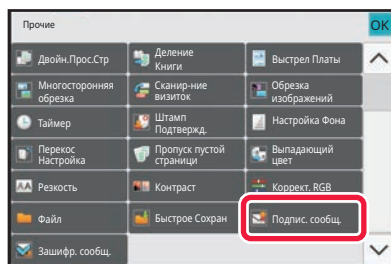 Прочие
OK
Двойн.Прос.Стр
Деление
Книги
Выстрел Платы
Многосторонняя
обрезка
Сканир-ние
визиток
Обрезка
изображений
Таймер
Штамп
Подтвержд.
Настройка Фона
Перекос
Настройка
Пропуск пустой
страници
Выпадающий
цвет
Резкость
Контраст
Коррект. RGB
Файл
Быстрое Сохран
Подпис. сообщ.
Зашифр. сообщ.